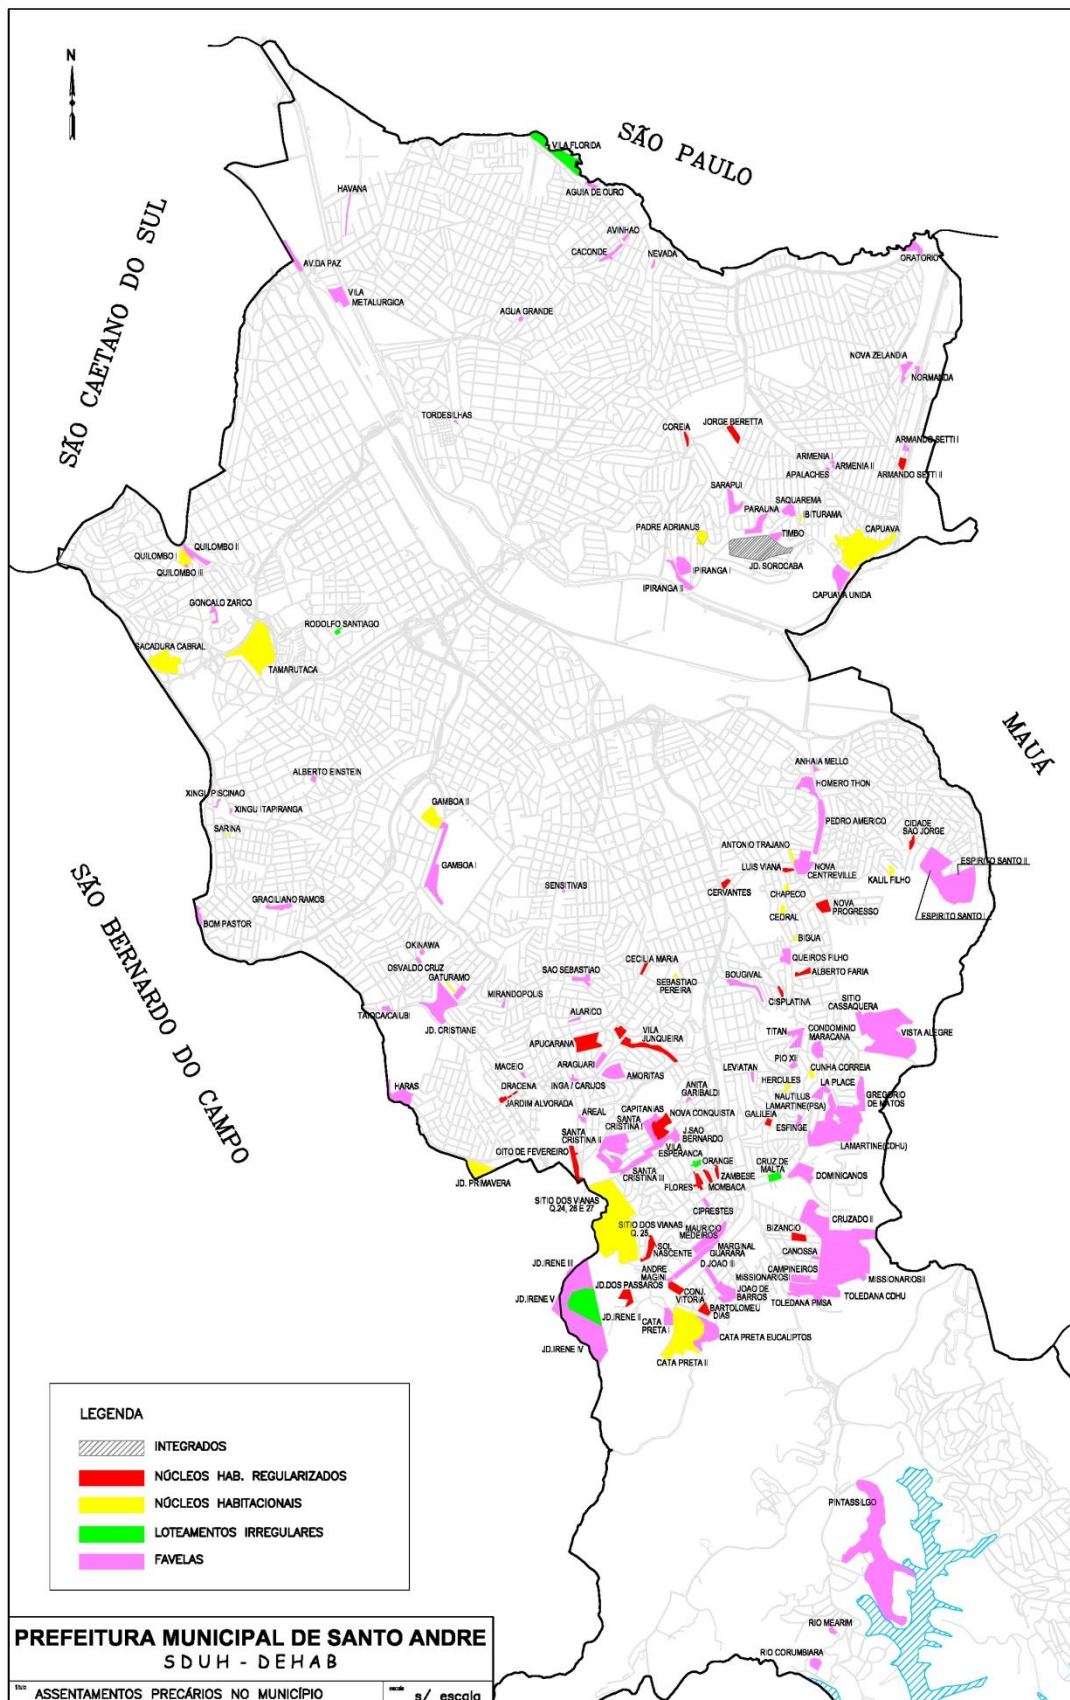 N
SÃO PAULO
SÃO CAETANO DO SUL
MAUÁ
SÃO BERNARDO DO CAMPO
VILA FLORIDA
AGUIA DE OURO
HAVANA
AVINHAO
CACONDE
NEVADA
ORATORIO
AV.DA PAZ
VILA
METALURGICA
AGUA GRANDE
NOVA ZELANDIA
NORMANDA
TORDESILHAS
COREIA
JORGE BERETTA
ARMANDO SETTI I
ARMENIA I
ARMENIA II
APALACHES
ARMANDO SETTI II
SARAPUI
PARAUNA
SAQUAREMA
IBITURAMA
PADRE ADRIANUS
TIMBO
CAPUAVA
QUILOMBO I
QUILOMBO II
QUILOMBO III
JD. SOROCABA
IPIRANGA I
IPIRANGA II
CAPUAVA UNIDA
GONCALO ZARCO
RODOLFO SANTIAGO
SACADURA CABRAL
TAMARUTACA
ANHAIA MELLO
HOMERO THON
ALBERTO EINSTEIN
XINGU PISCINAO
XINGU ITAPIRANGA
SARINA
GAMBOA II
PEDRO AMERICO
CIDADE
SAO JORGE
ANTONIO TRAJANO
LUIS VIANA
NOVA
CENTREVILLE
ESPIRITO SANTO II
GAMBOA I
KALIL FILHO
SENSITIVAS
CERVANTES
CHAPECO
NOVA
PROGRESSO
CEDRAL
GRACILIANO RAMOS
BOM PASTOR
ESPIRITO SANTO I
BIGUA
OKINAWA
OSVALDO CRUZ
QUEIROS FILHO
CECILIA MARIA
SAO SEBASTIAO
SEBASTIAO
PEREIRA
BOUGIVAL
ALBERTO FARIA
GATURAMO
CISPLATINA
SITIO
CASSAQUERA
MIRANDOPOLIS
TAIOCA/CAIUBI
JD. CRISTIANE
ALARICO
VILA
JUNQUEIRA
TITAN
CONDOMINIO
MARACANA
VISTA ALEGRE
APUCARANA
ARAGUARI
PIO XI
MACEIO
AMORITAS
LEVIATAN
CUNHA CORREIA
HERCULES
LA PLACE
HARAS
DRACENA
INGA / CARIJOS
ANITA
GARIBALDI
NAUTILUS
GREGORIO
DE MATOS
JARDIM ALVORADA
LAMARTINE(PSA)
AREAL
CAPITANIAS
NOVA CONQUISTA
GALILEIA
ESFINGE
SANTA
CRISTINA I
J.SAO
BERNARDO
SANTA
CRISTINA II
LAMARTINE(CDHU)
OITO DE FEVEREIRO
VILA
ESPERANCA
ORANGE
CRUZ DE
MALTA
SANTA
CRISTINA III
ZAMBESE
FLORES
MOMBACA
DOMINICANOS
JD. PRIMAVERA
SITIO DOS VIANAS
Q.24, 26 E 27
CIPRESTES
SITIO DOS VIANAS
Q. 25
MAURICIO
MEDEIROS
BIZANCIO
CRUZADO II
SOL
NASCENTE
MARGINAL
GUARARA
CANOSSA
JD.IRENE III
ANDRE
MAGINI
D.JOAO II
CAMPINEIROS
MISSIONARIOS I
MISSIONARIOS II
JD.DOS PASSAROS
CONJ.
VITORIA
JOAO DE
BARROS
TOLEDANA PMSA
TOLEDANA CDHU
JD.IRENE V
JD.IRENE II
BARTOLOMEU
DIAS
CATA
PRETA I
CATA PRETA EUCALIPTOS
JD.IRENE IV
CATA PRETA II
LEGENDA
INTEGRADOS
NÚCLEOS HAB. REGULARIZADOS
NÚCLEOS HABITACIONAIS
LOTEAMENTOS IRREGULARES
FAVELAS
PINTASSILGO
RIO MEARIM
RIO CORUMBIARA
PREFEITURA MUNICIPAL DE SANTO ANDRE
SDUH - DEHAB
título
ASSENTAMENTOS PRECÁRIOS NO MUNICÍPIO
escala
s/ escala